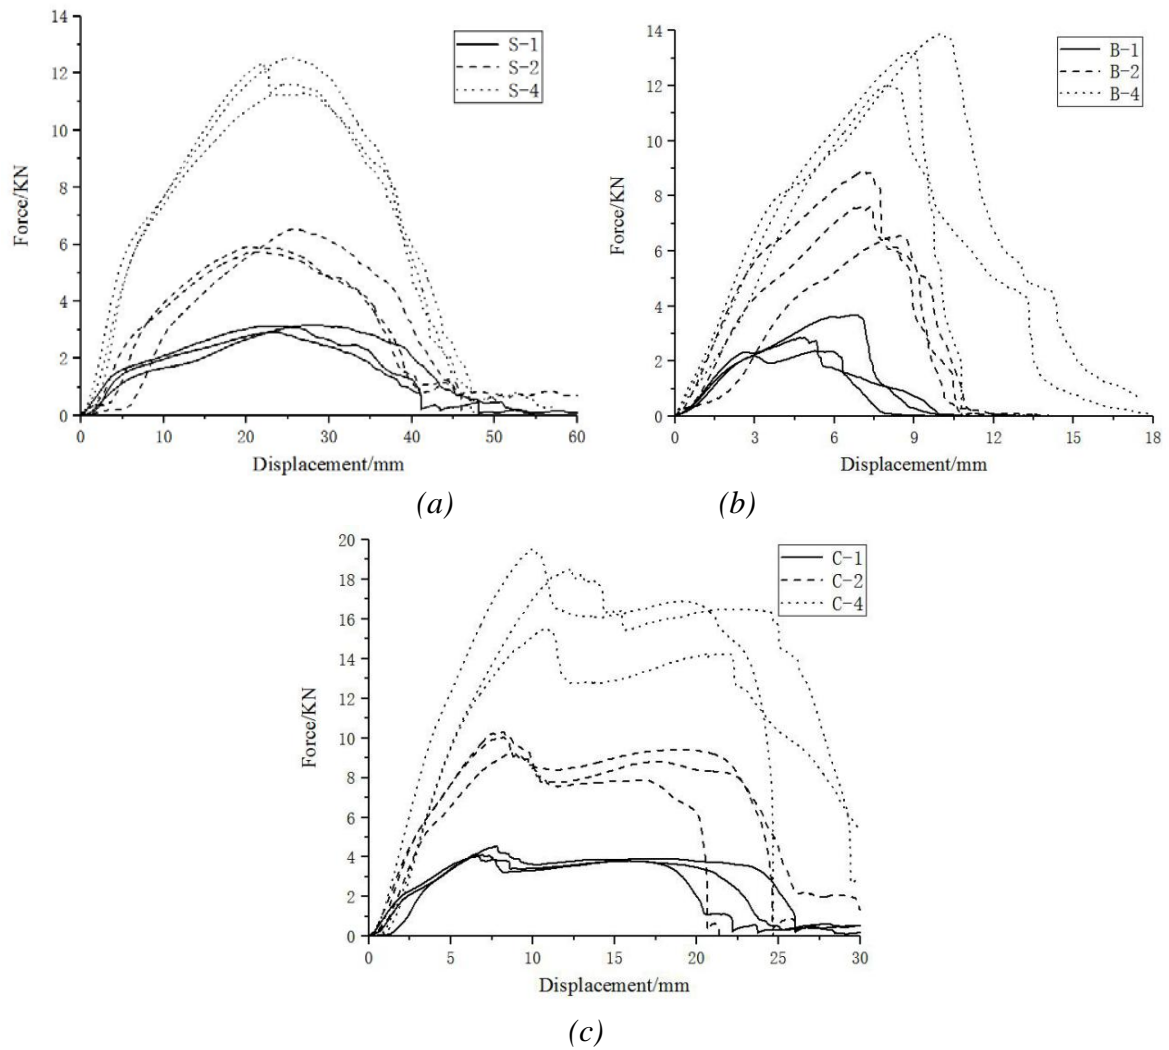 14
12
10
8
6
4
2
0
Force/KN
S-1
S-2
S-4
0 10 20 30 40 50 60
Displacement/mm
(a)
14
12
10
8
6
4
2
0
Force/KN
B-1
B-2
B-4
0 3 6 9 12 15 18
Displacement/mm
(b)
20
18
16
14
12
10
8
6
4
2
0
Force/KN
C-1
C-2
C-4
0 5 10 15 20 25 30
Displacement/mm
(c)